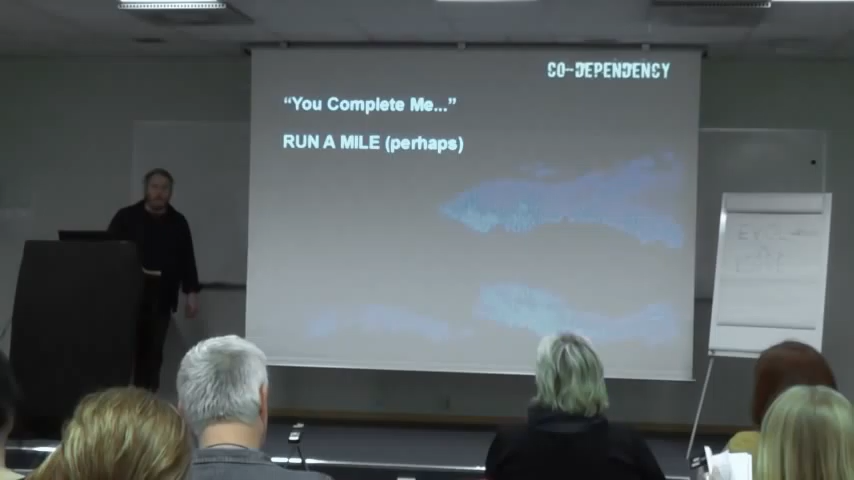 CO-DEPENDENCY
“You Complete Me...”
RUN A MILE (perhaps)